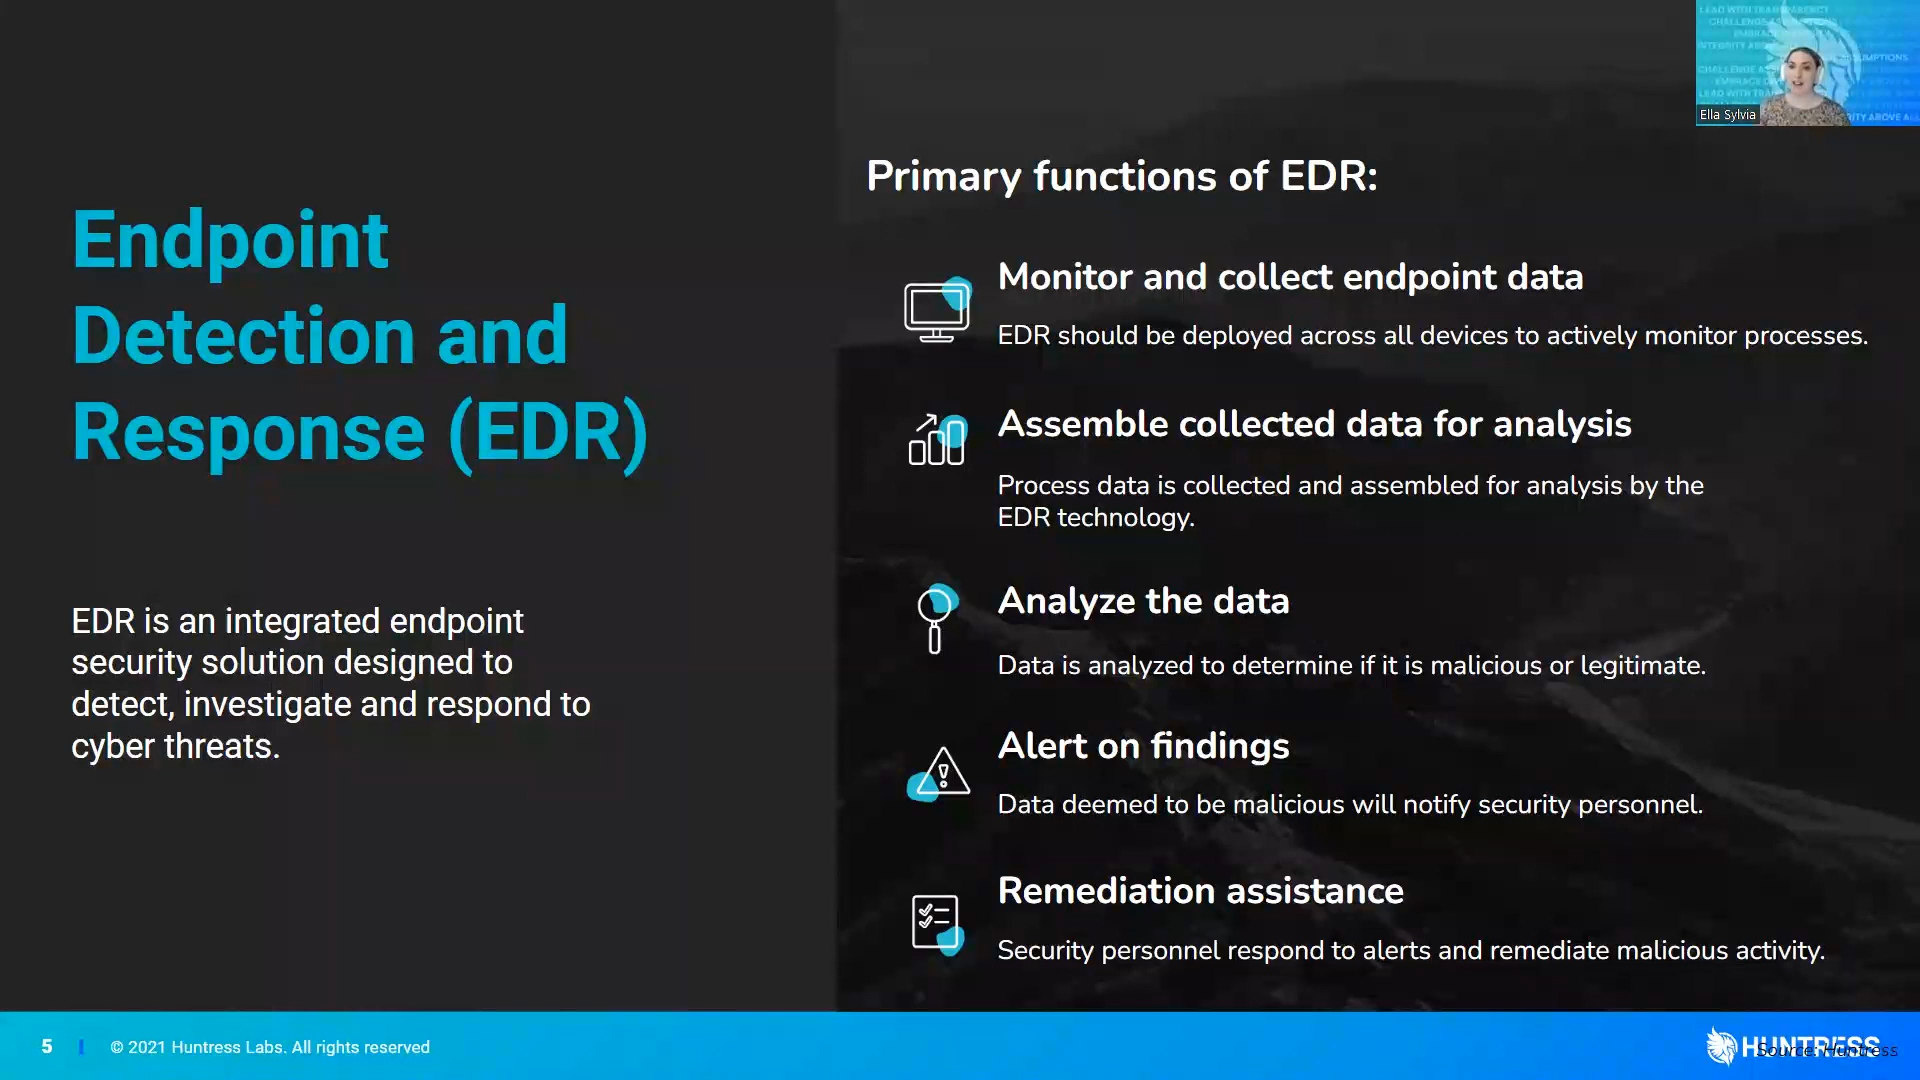 LEAD WITH TRANSPARENCY
Ella Sylvia
Endpoint
Detection and
Response (EDR)
EDR is an integrated endpoint
security solution designed to
detect, investigate and respond to
cyber threats.
Primary functions of EDR:
Monitor and collect endpoint data
EDR should be deployed across all devices to actively monitor processes.
Assemble collected data for analysis
Process data is collected and assembled for analysis by the
EDR technology.
Analyze the data
Data is analyzed to determine if it is malicious or legitimate.
Alert on findings
Data deemed to be malicious will notify security personnel.
Remediation assistance
Security personnel respond to alerts and remediate malicious activity.
5
© 2021 Huntress Labs. All rights reserved
HUNTRESS
Source: Huntress